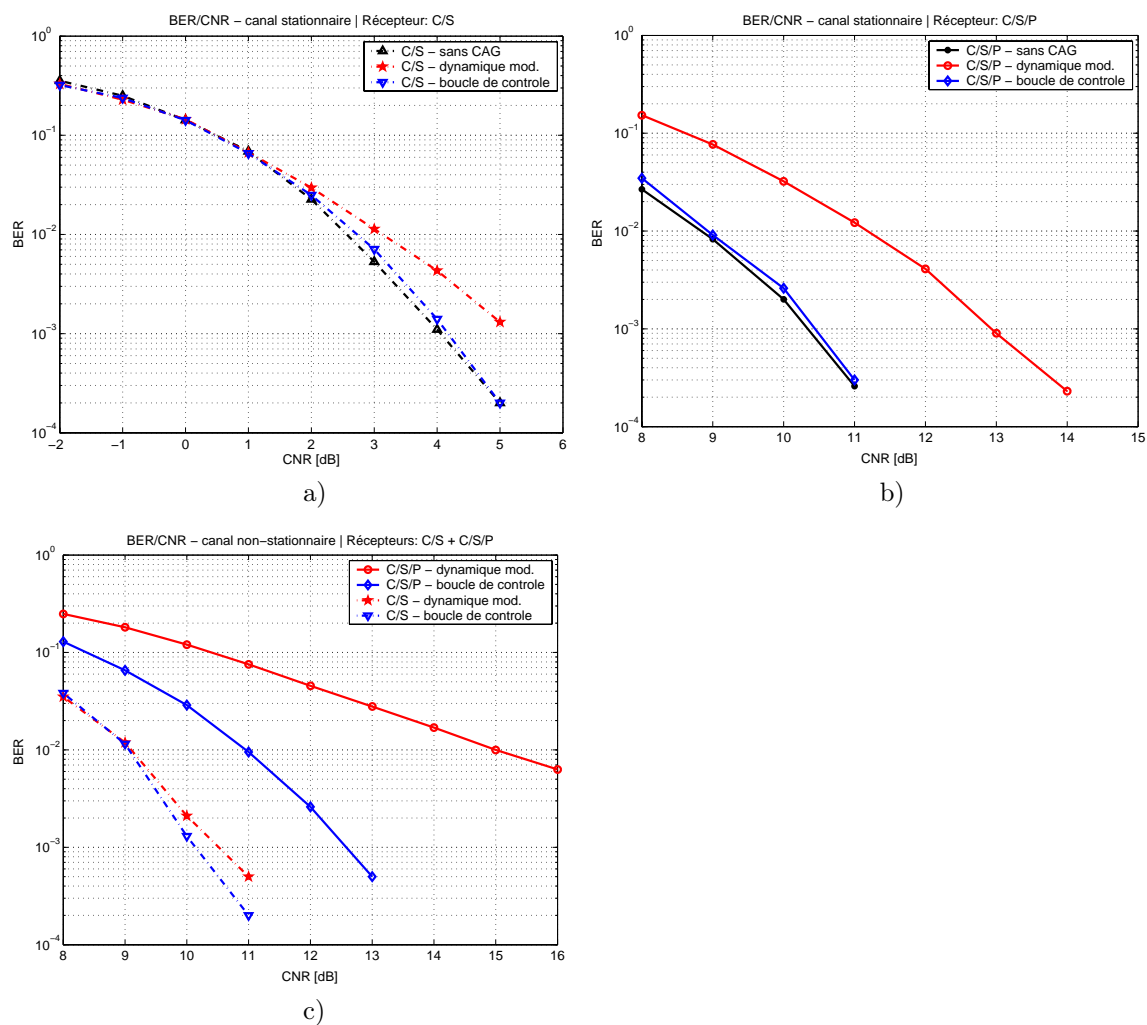 BER/CNR – canal stationnaire | Récepteur: C/S
C/S – sans CAG
C/S – dynamique mod.
C/S – boucle de controle
BER
10^0
10^-1
10^-2
10^-3
10^-4
-2 -1 0 1 2 3 4 5 6
CNR [dB]
a)
BER/CNR – canal stationnaire | Récepteur: C/S/P
C/S/P – sans CAG
C/S/P – dynamique mod.
C/S/P – boucle de controle
BER
10^0
10^-1
10^-2
10^-3
10^-4
8 9 10 11 12 13 14 15
CNR [dB]
b)
BER/CNR – canal non-stationnaire | Récepteurs: C/S + C/S/P
C/S/P – dynamique mod.
C/S/P – boucle de controle
C/S – dynamique mod.
C/S – boucle de controle
BER
10^0
10^-1
10^-2
10^-3
10^-4
8 9 10 11 12 13 14 15 16
CNR [dB]
c)